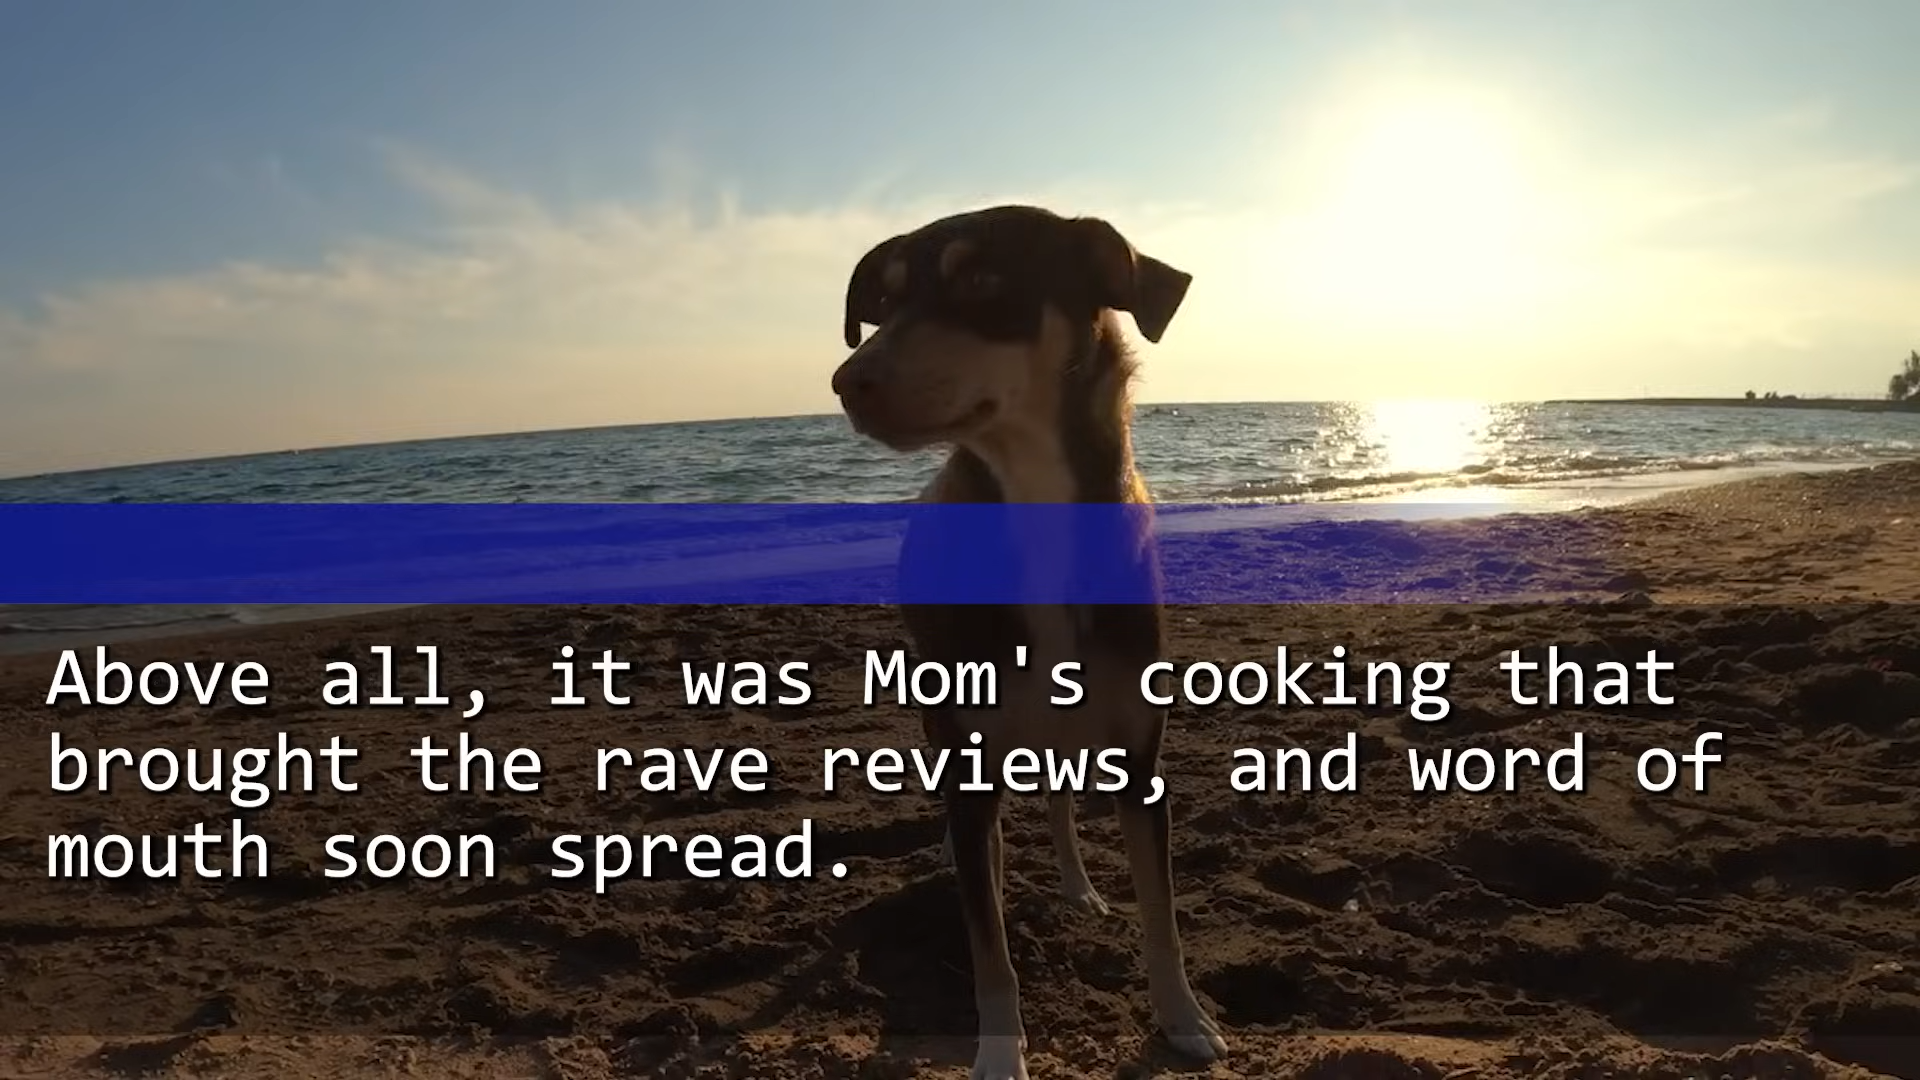 Above all, it was Mom's cooking that
brought the rave reviews, and word of
mouth soon spread.